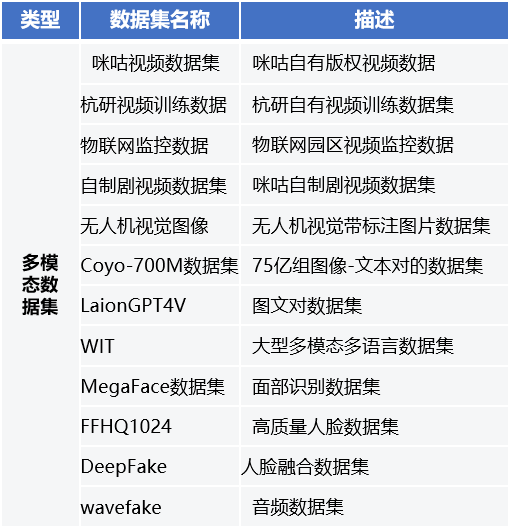 类型 数据集名称 描述
多模态数据集
咪咕视频数据集 咪咕自有版权视频数据
杭研视频训练数据 杭研自有视频训练数据集
物联网监控数据 物联网园区视频监控数据
自制剧视频数据集 咪咕自制剧视频数据集
无人机视觉图像 无人机视觉带标注图片数据集
Coyo-700M数据集 75亿组图像-文本对的数据集
LaionGPT4V 图文对数据集
WIT 大型多模态多语言数据集
MegaFace数据集 面部识别数据集
FFHQ1024 高质量人脸数据集
DeepFake 人脸融合数据集
wavefake 音频数据集